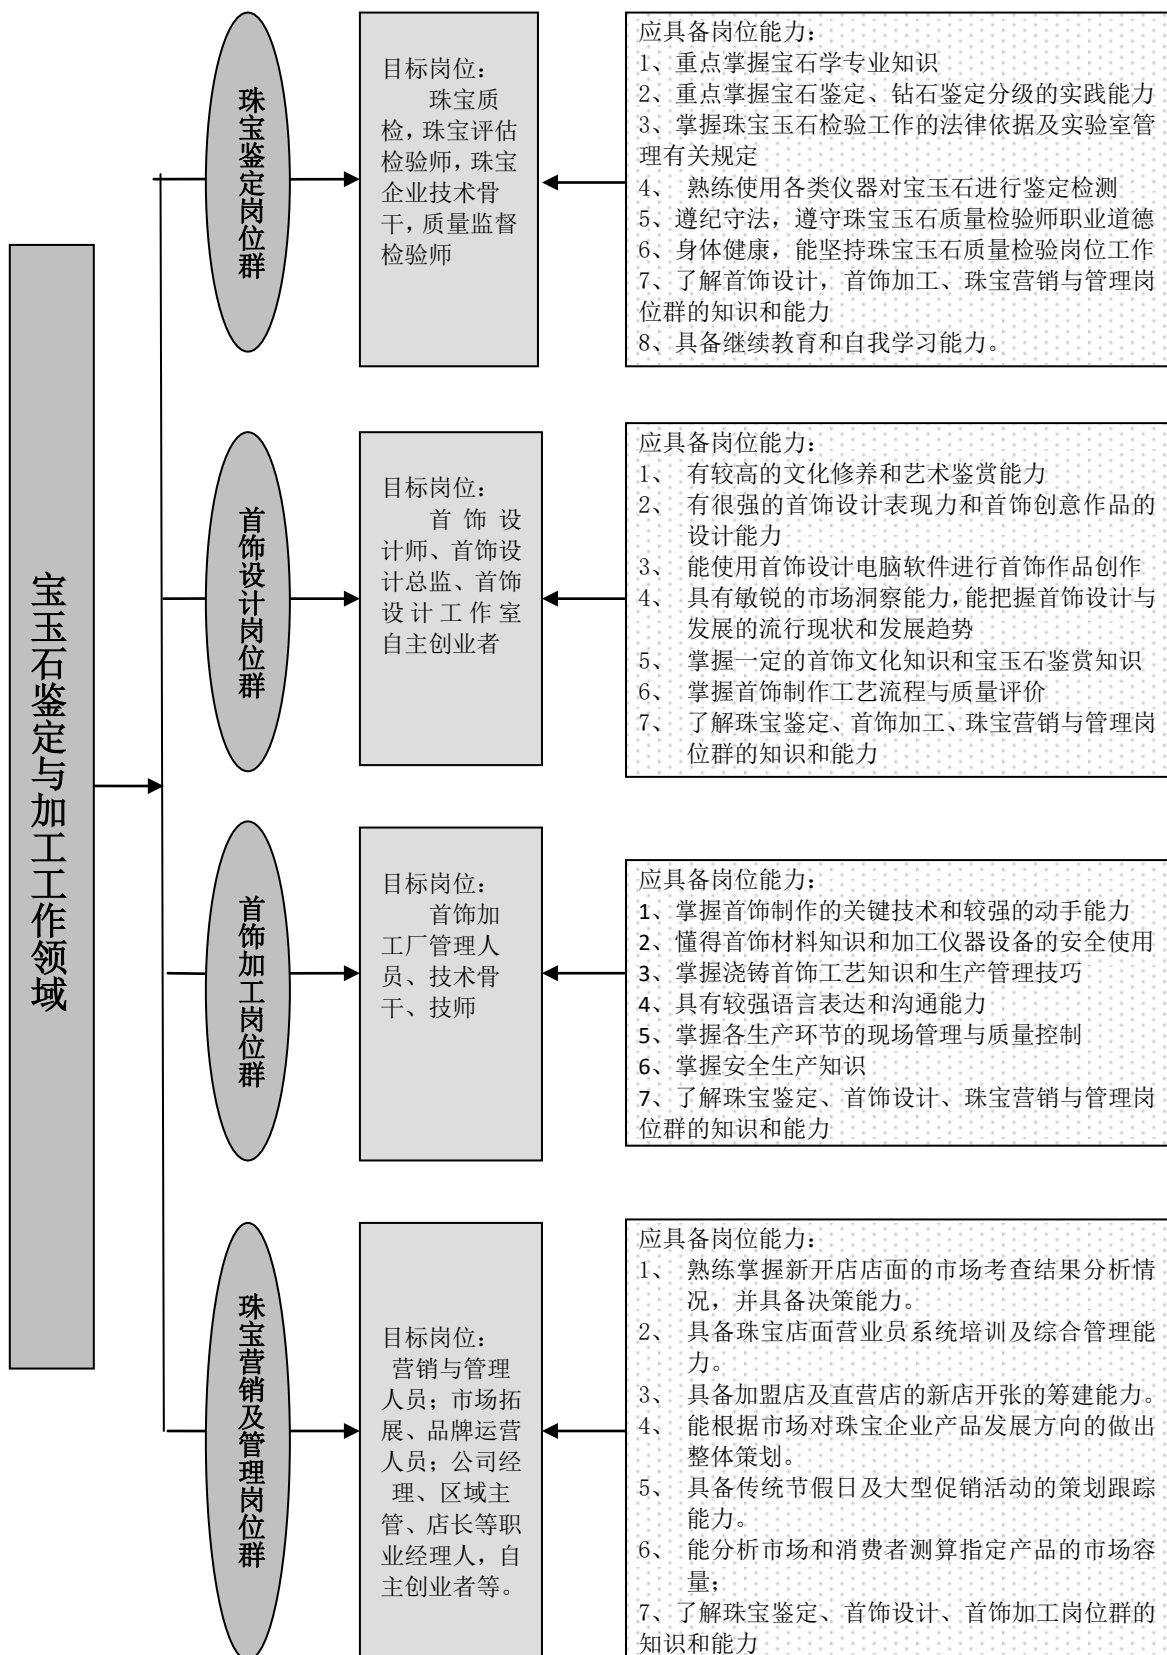 宝玉石鉴定与加工工作领域
珠宝鉴定岗位群
目标岗位：
珠宝质
检，珠宝评估
检验师，珠宝
企业技术骨
干，质量监督
检验师
应具备岗位能力：
1、重点掌握宝石学专业知识
2、重点掌握宝石鉴定、钻石鉴定分级的实践能力
3、掌握珠宝玉石检验工作的法律依据及实验室管
理有关规定
4、 熟练使用各类仪器对宝玉石进行鉴定检测
5、遵纪守法，遵守珠宝玉石质量检验师职业道德
6、身体健康，能坚持珠宝玉石质量检验岗位工作
7、了解首饰设计，首饰加工、珠宝营销与管理岗
位群的知识和能力
8、具备继续教育和自我学习能力。
首饰设计岗位群
目标岗位：
首饰设
计师、首饰设
计总监、首饰
设计工作室
自主创业者
应具备岗位能力：
1、 有较高的文化修养和艺术鉴赏能力
2、 有很强的首饰设计表现力和首饰创意作品的
设计能力
3、 能使用首饰设计电脑软件进行首饰作品创作
4、 具有敏锐的市场洞察能力，能把握首饰设计与
发展的流行现状和发展趋势
5、 掌握一定的首饰文化知识和宝玉石鉴赏知识
6、 掌握首饰制作工艺流程与质量评价
7、 了解珠宝鉴定、首饰加工、珠宝营销与管理岗
位群的知识和能力
首饰加工岗位群
目标岗位：
首饰加
工厂管理人
员、技术骨
干、技师
应具备岗位能力：
1、掌握首饰制作的关键技术和较强的动手能力
2、懂得首饰材料知识和加工仪器设备的安全使用
3、掌握浇铸首饰工艺知识和生产管理技巧
4、具有较强语言表达和沟通能力
5、掌握各生产环节的现场管理与质量控制
6、掌握安全生产知识
7、了解珠宝鉴定、首饰设计、珠宝营销与管理岗
位群的知识和能力
珠宝营销及管理岗位群
目标岗位：
营销与管理
人员；市场拓
展、品牌运营
人员；公司经
理、区域主
管、店长等职
业经理人，自
主创业者等。
应具备岗位能力：
1、 熟练掌握新开店店面的市场考查结果分析情
况，并具备决策能力。
2、 具备珠宝店面营业员系统培训及综合管理能
力。
3、 具备加盟店及直营店的新店开张的筹建能力。
4、 能根据市场对珠宝企业产品发展方向的做出
整体策划。
5、 具备传统节假日及大型促销活动的策划跟踪
能力。
6、 能分析市场和消费者测算指定产品的市场容
量；
7、了解珠宝鉴定、首饰设计、首饰加工岗位群的
知识和能力